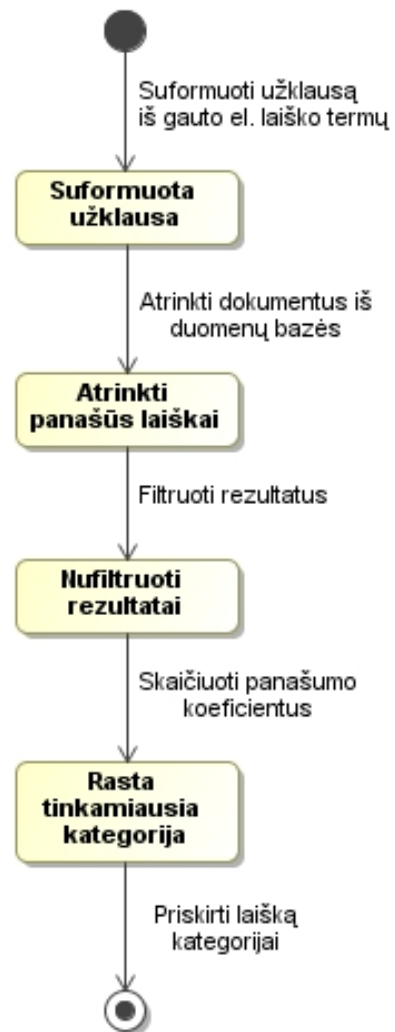 Suformuoti užklausą
iš gauto el. laiško termų
Suformuota
užklausa
Atrinkti dokumentus iš
duomenų bazės
Atrinkti
panašūs laiškai
Filtruoti rezultatus
Nufiltruoti
rezultatai
Skaičiuoti panašumo
koeficientus
Rasta
tinkamiausia
kategorija
Priskirti laišką
kategorijai